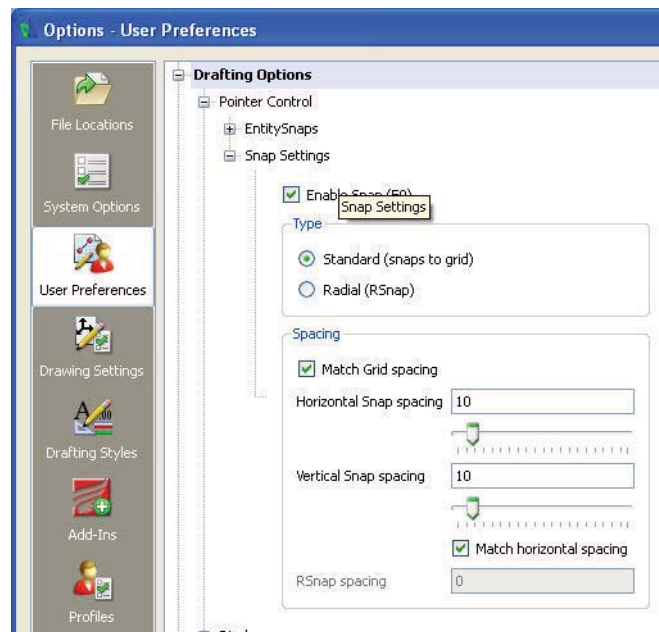 Options - User Preferences
File Locations
System Options
User Preferences
Drawing Settings
Drafting Styles
Add-Ins
Profiles
Drafting Options
Pointer Control
EntitySnaps
Snap Settings
Enable Snap (F9)
Snap Settings
Type
Standard (snaps to grid)
Radial (RSnap)
Spacing
Match Grid spacing
Horizontal Snap spacing 10
Vertical Snap spacing 10
Match horizontal spacing
RSnap spacing 0